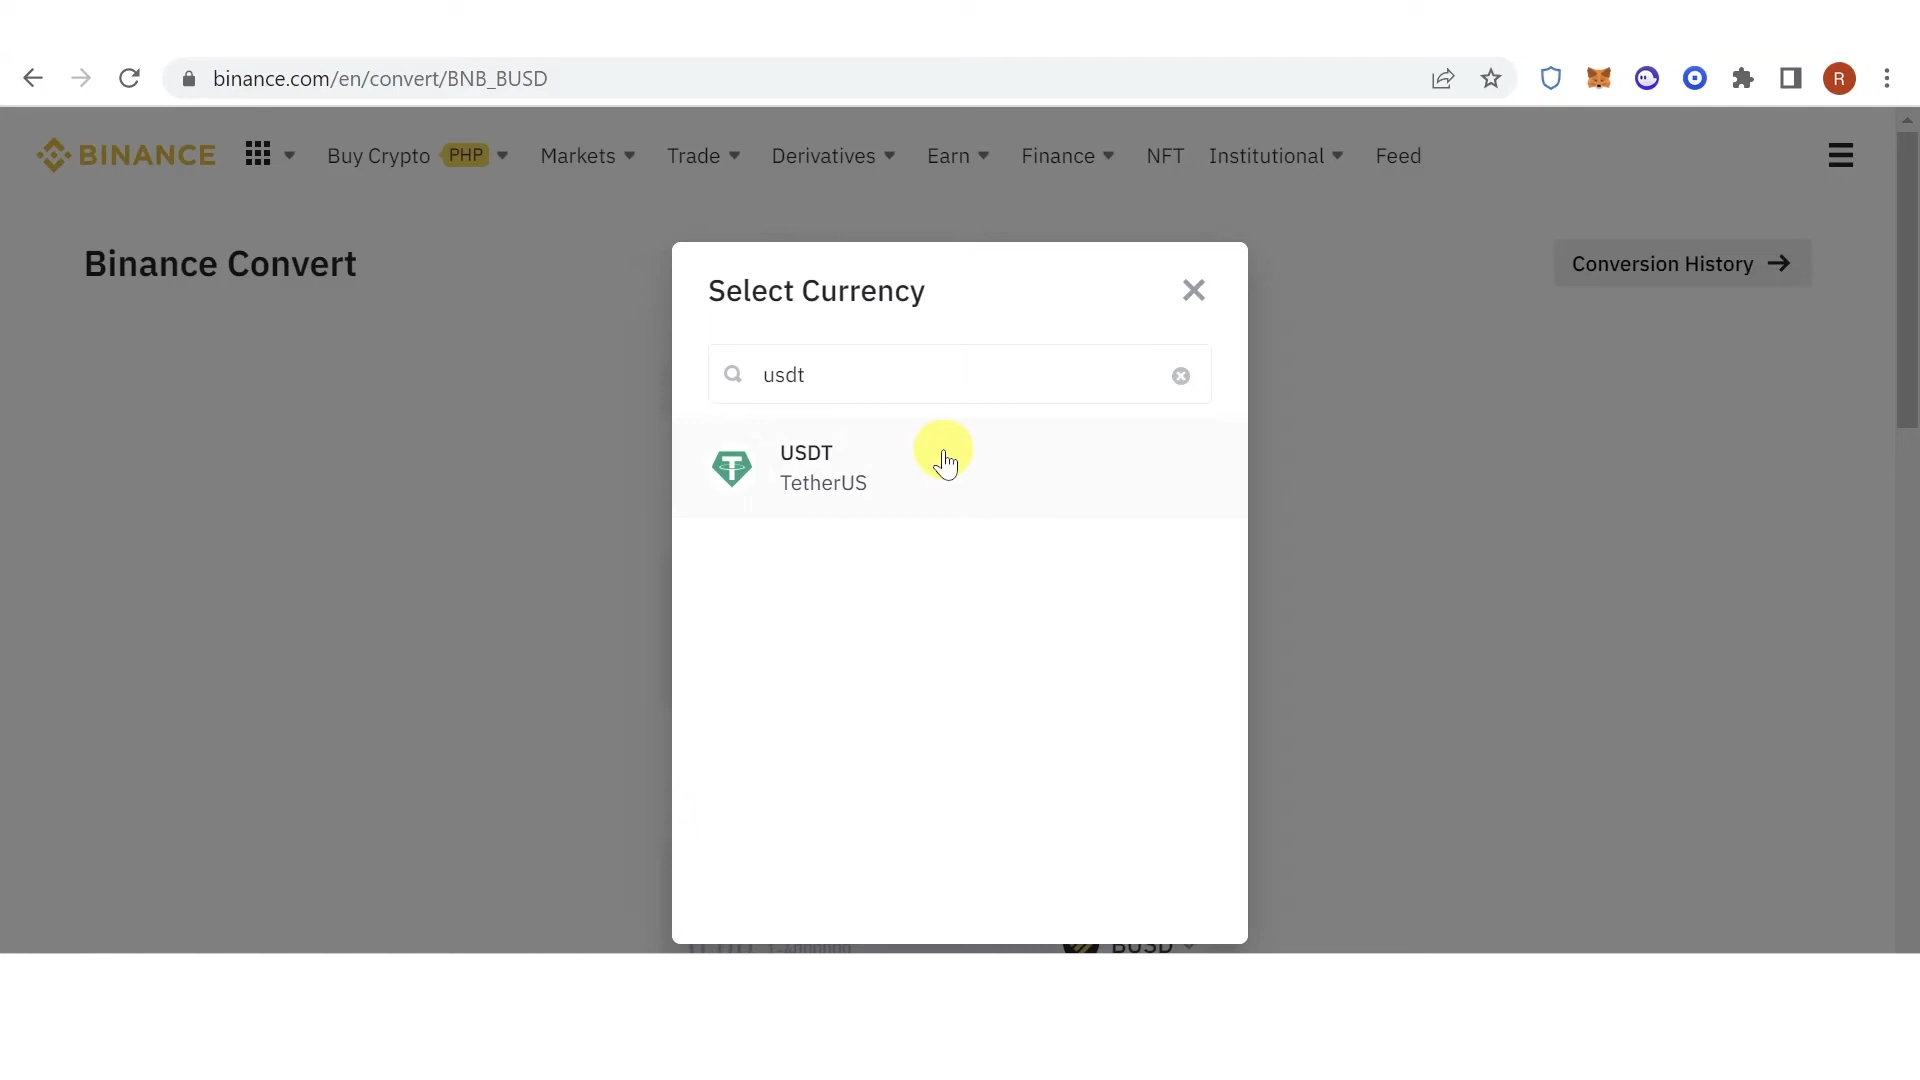 binance.com/en/convert/BNB_BUSD
R
BINANCE
Buy Crypto PHP Markets Trade Derivatives Earn Finance NFT Institutional Feed
Binance Convert
Conversion History
Select Currency
usdt
USDT
TetherUS
BUSD